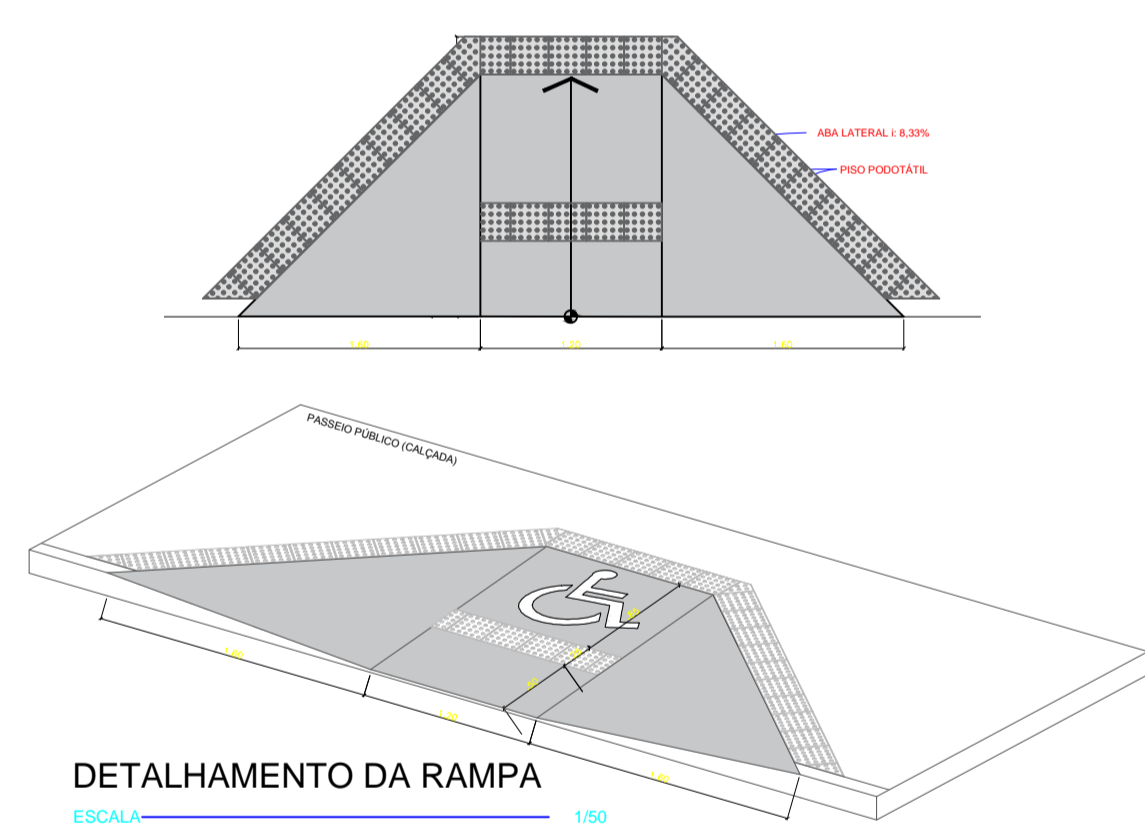 ABA LATERAL i: 8,33%
PISO PODOTÁTIL
1,60
1,20
1,60
PASSEIO PÚBLICO (CALÇADA)
1,60
1,20
1,60
DETALHAMENTO DA RAMPA
ESCALA 1/50